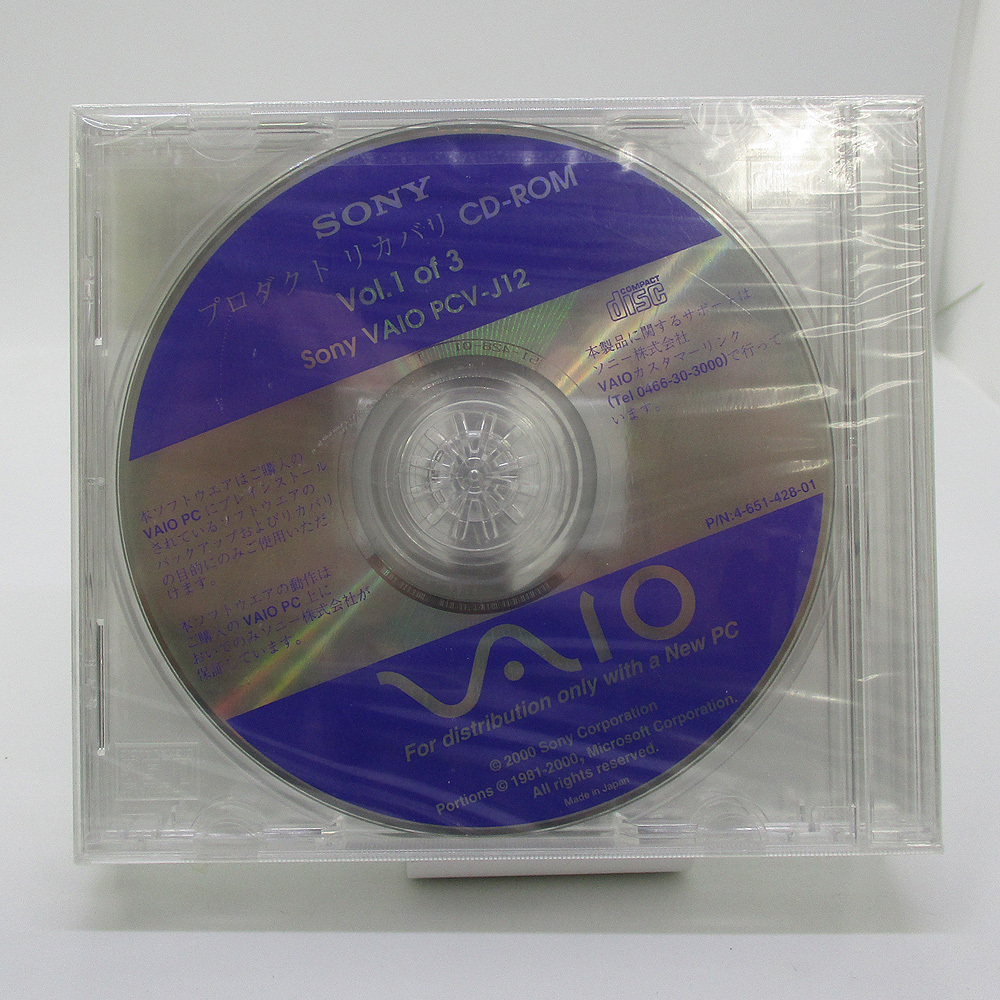 SONY
プロダクト リカバリ CD-ROM
Vol.1 of 3
Sony VAIO PCV-J12
COMPACT
disc
本製品に関するサポートは
ソニー株式会社
VAIOカスタマーリンク
(Tel 0466-30-3000)で行って
います。
本ソフトウエアはご購入の
VAIO PCにプレインストール
されているソフトウエアの
バックアップおよびリカバリ
の目的にのみご使用いただ
けます。
本ソフトウエアの動作は
ご購入のVAIO PC上に
おいてのみソニー株式会社が
保証しています。
P/N:4-651-428-01
VAIO
For distribution only with a New PC
© 2000 Sony Corporation
Portions © 1981-2000, Microsoft Corporation.
All rights reserved.
Made in Japan